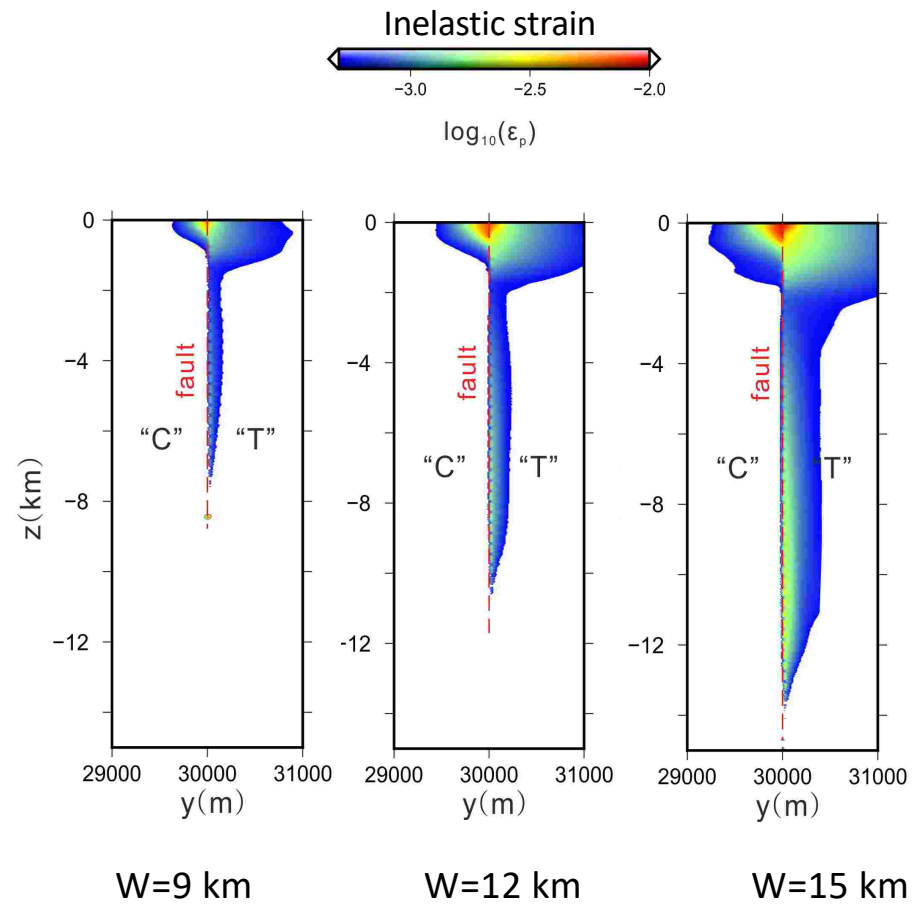 Inelastic strain
−3.0 −2.5 −2.0
log₁₀(εₚ)
0 0 0
−4 −4 −4
fault fault fault
“C” “T” “C” “T” “C” “T”
z(km)
−8 −8 −8
−12 -12 −12
29000 30000 31000 29000 30000 31000 29000 30000 31000
y(m) y(m) y(m)
W=9 km W=12 km W=15 km